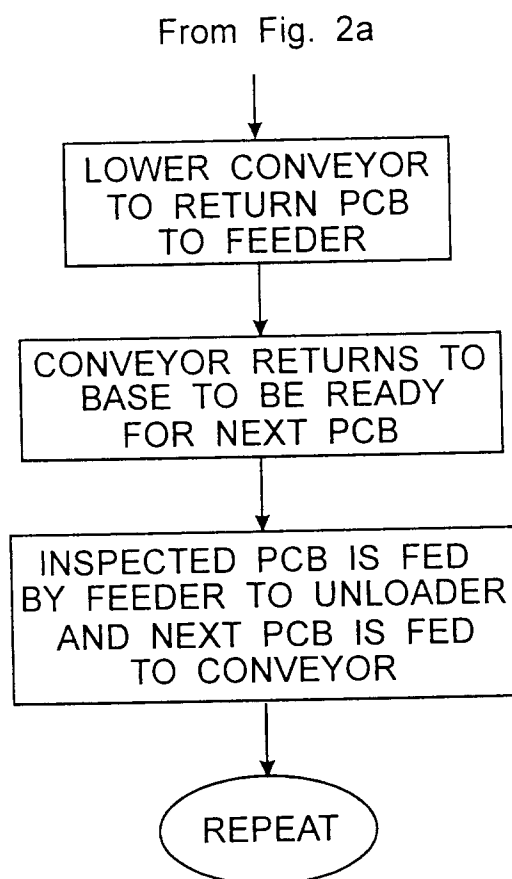 From Fig. 2a
LOWER CONVEYOR
TO RETURN PCB
TO FEEDER
CONVEYOR RETURNS TO
BASE TO BE READY
FOR NEXT PCB
INSPECTED PCB IS FED
BY FEEDER TO UNLOADER
AND NEXT PCB IS FED
TO CONVEYOR
REPEAT